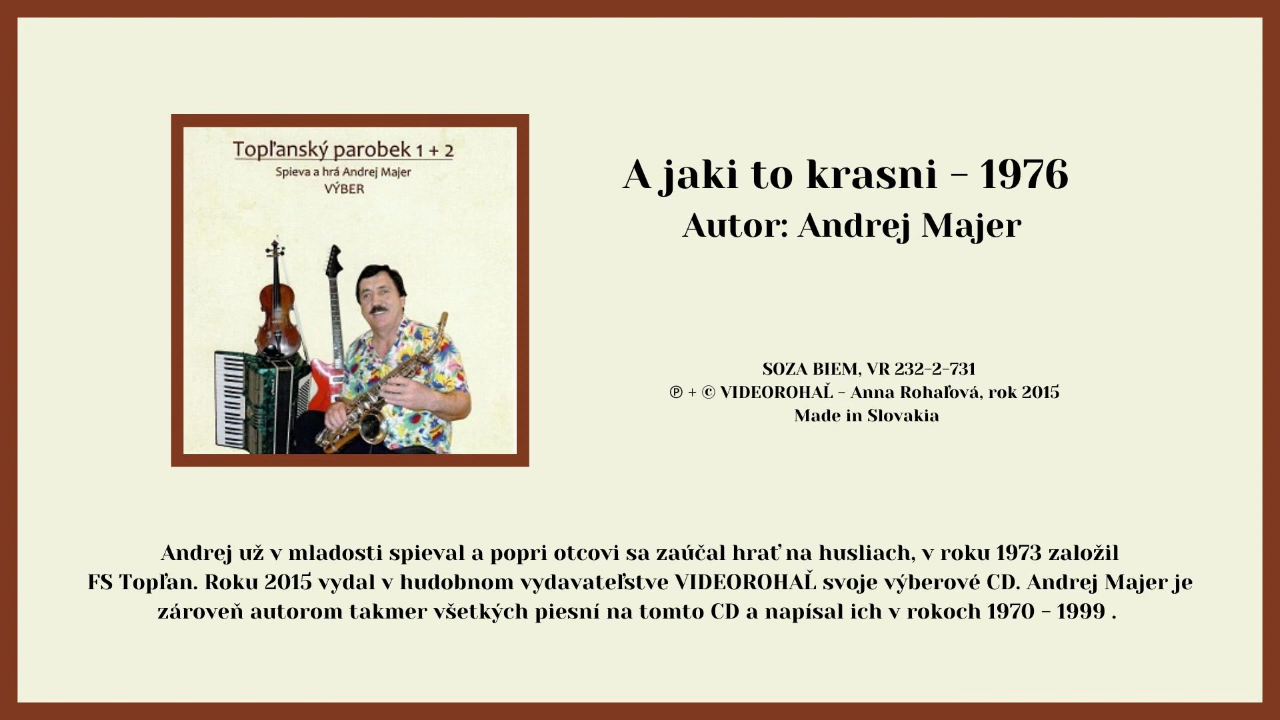 Topľanský parobek 1 + 2
Spieva a hrá Andrej Majer
VÝBER
A jaki to krasni - 1976
Autor: Andrej Majer
SOZA BIEM, VR 232-2-731
℗ + © VIDEOROHAĽ - Anna Rohaľová, rok 2015
Made in Slovakia
Andrej už v mladosti spieval a popri otcovi sa zaúčal hrať na husliach, v roku 1973 založil
FS Topľan. Roku 2015 vydal v hudobnom vydavateľstve VIDEOROHAĽ svoje výberové CD. Andrej Majer je
zároveň autorom takmer všetkých piesní na tomto CD a napísal ich v rokoch 1970 - 1999 .